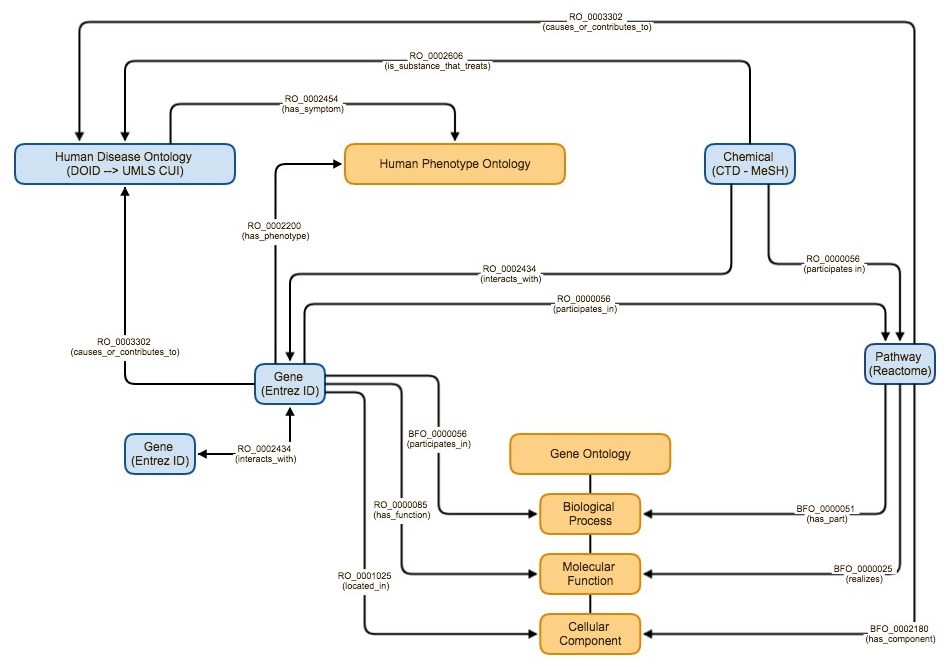 RO_0003302
(causes_or_contributes_to)
RO_0002606
(is_substance_that_treats)
RO_0002454
(has_symptom)
Human Disease Ontology
(DOID --> UMLS CUI)
Human Phenotype Ontology
Chemical
(CTD - MeSH)
RO_0002200
(has_phenotype)
RO_0000056
(participates in)
RO_0002434
(interacts_with)
RO_0000056
(participates_in)
RO_0003302
(causes_or_contributes_to)
Pathway
(Reactome)
Gene
(Entrez ID)
BFO_0000056
(participates_in)
Gene
(Entrez ID)
RO_0002434
(interacts_with)
Gene Ontology
RO_0000085
(has_function)
Biological
Process
BFO_0000051
(has_part)
RO_0001025
(located_in)
Molecular
Function
BFO_0000025
(realizes)
Cellular
Component
BFO_0002180
(has_component)